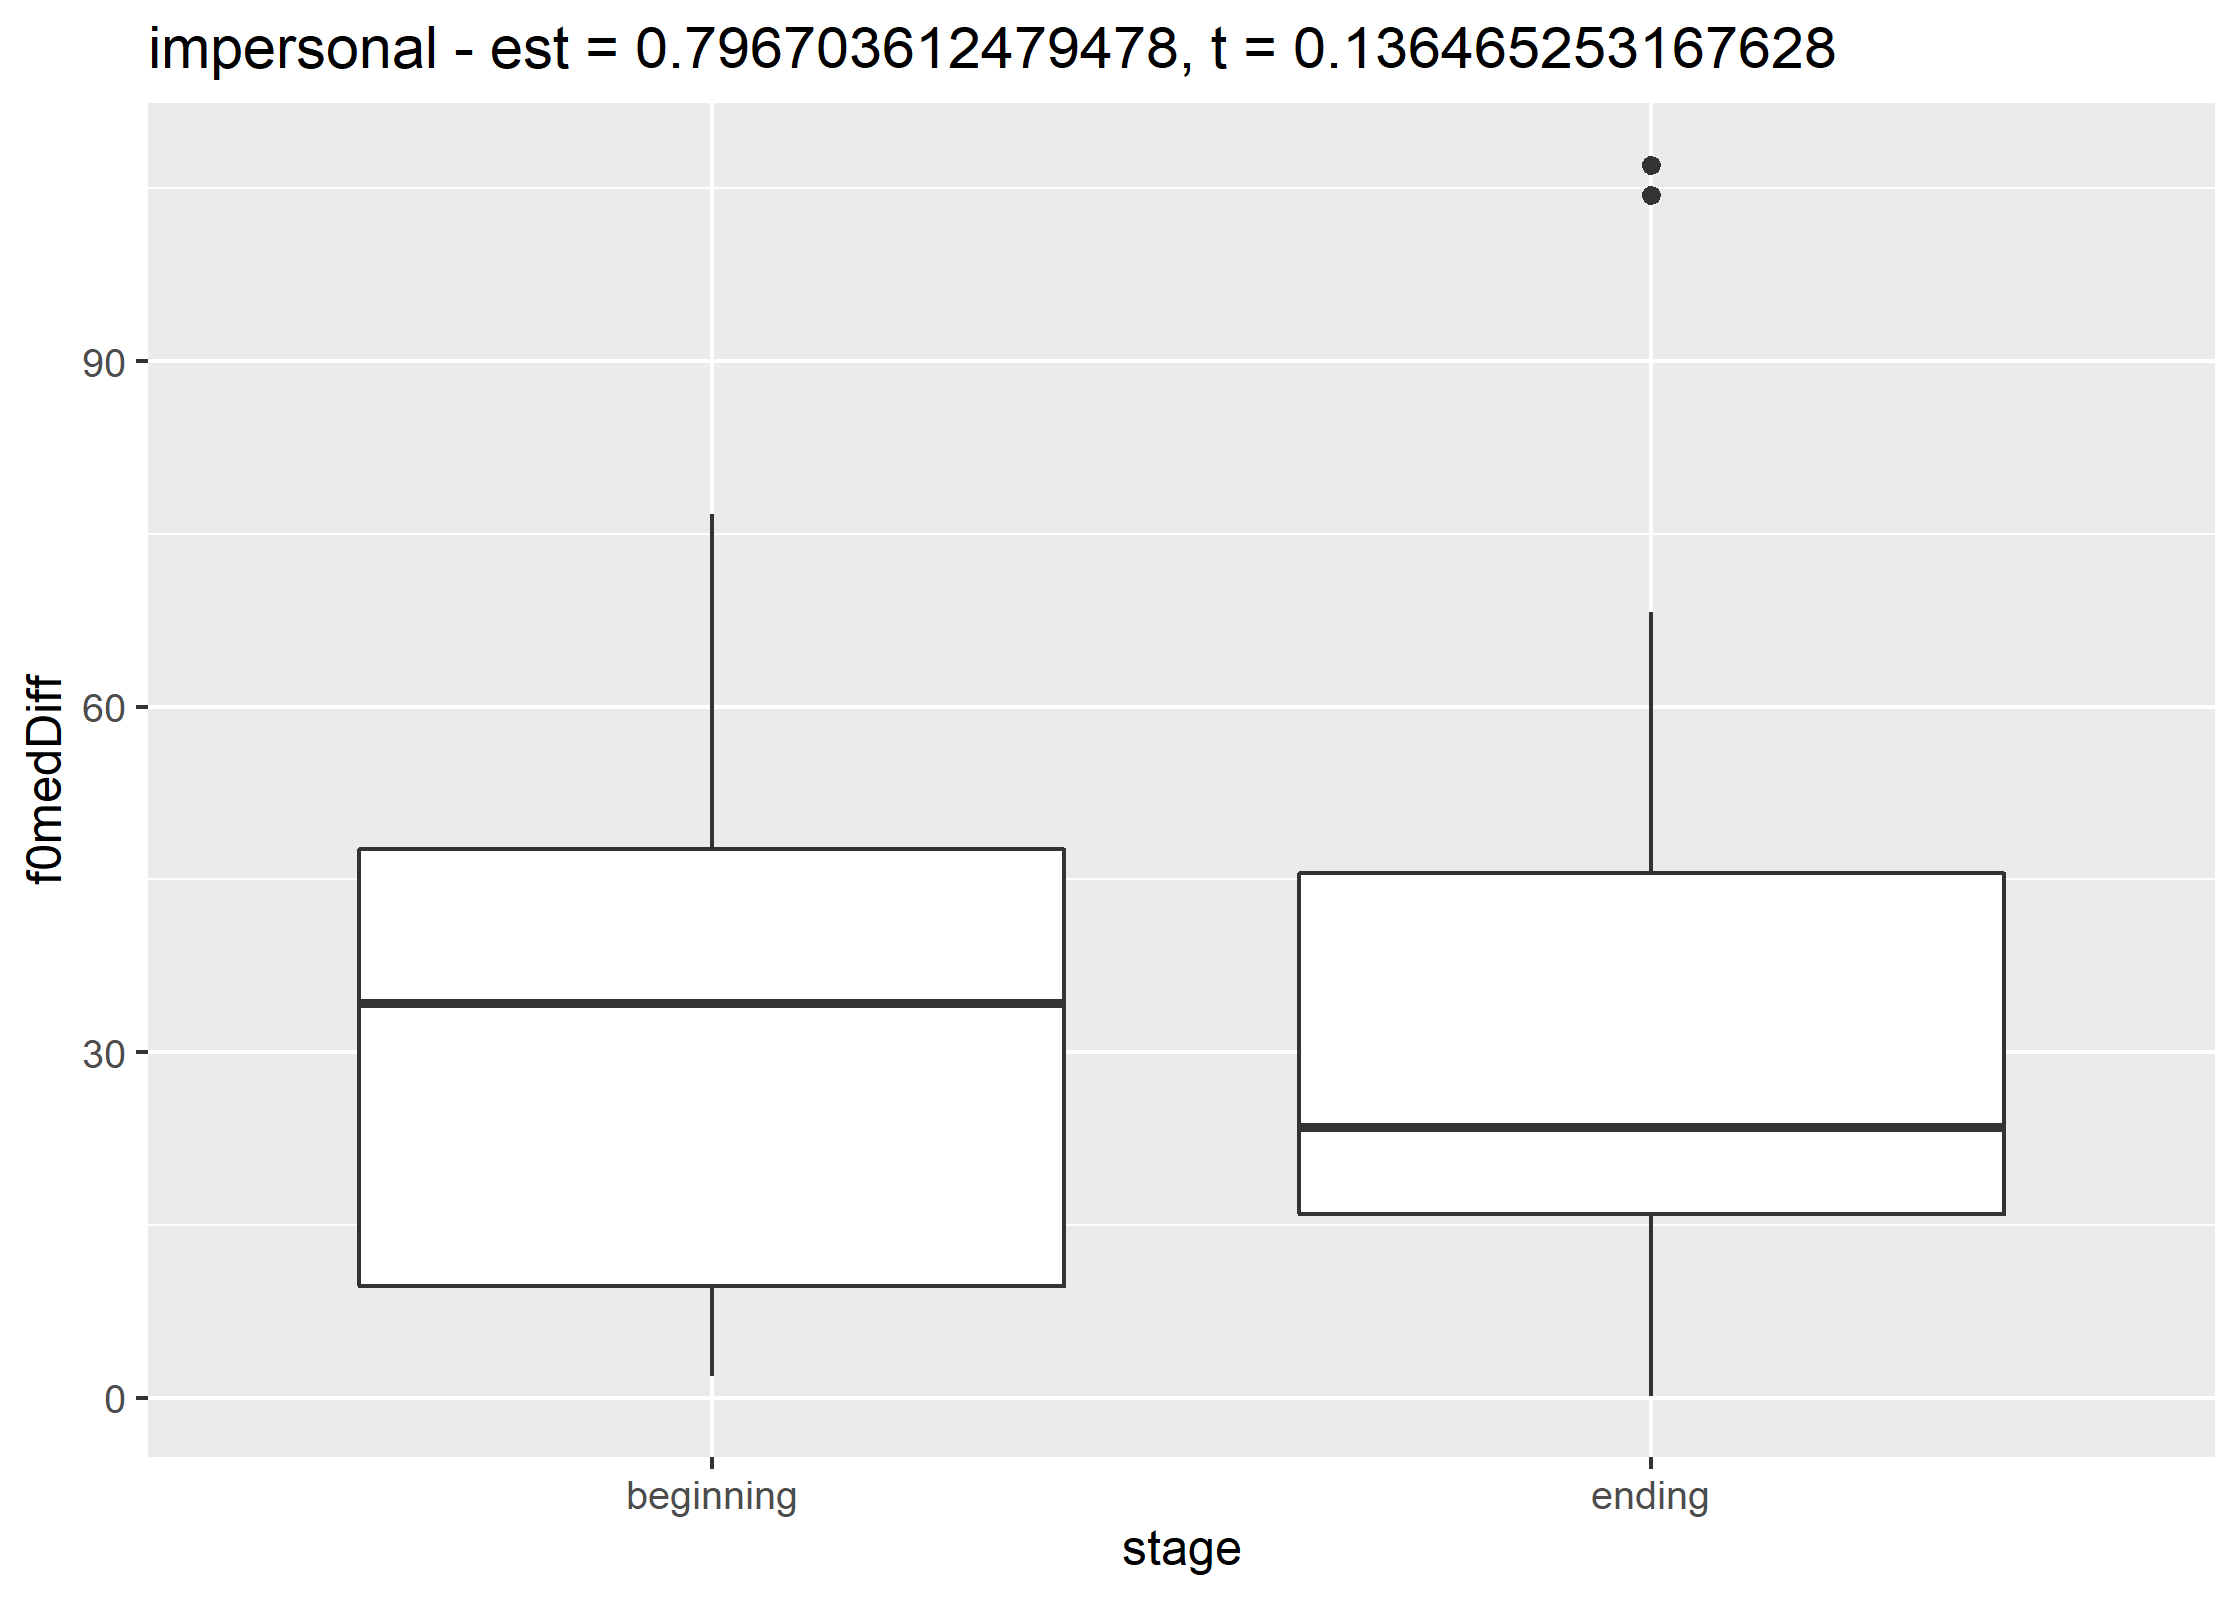 impersonal - est = 0.796703612479478, t = 0.136465253167628
f0medDiff
90
60
30
0
beginning
ending
stage